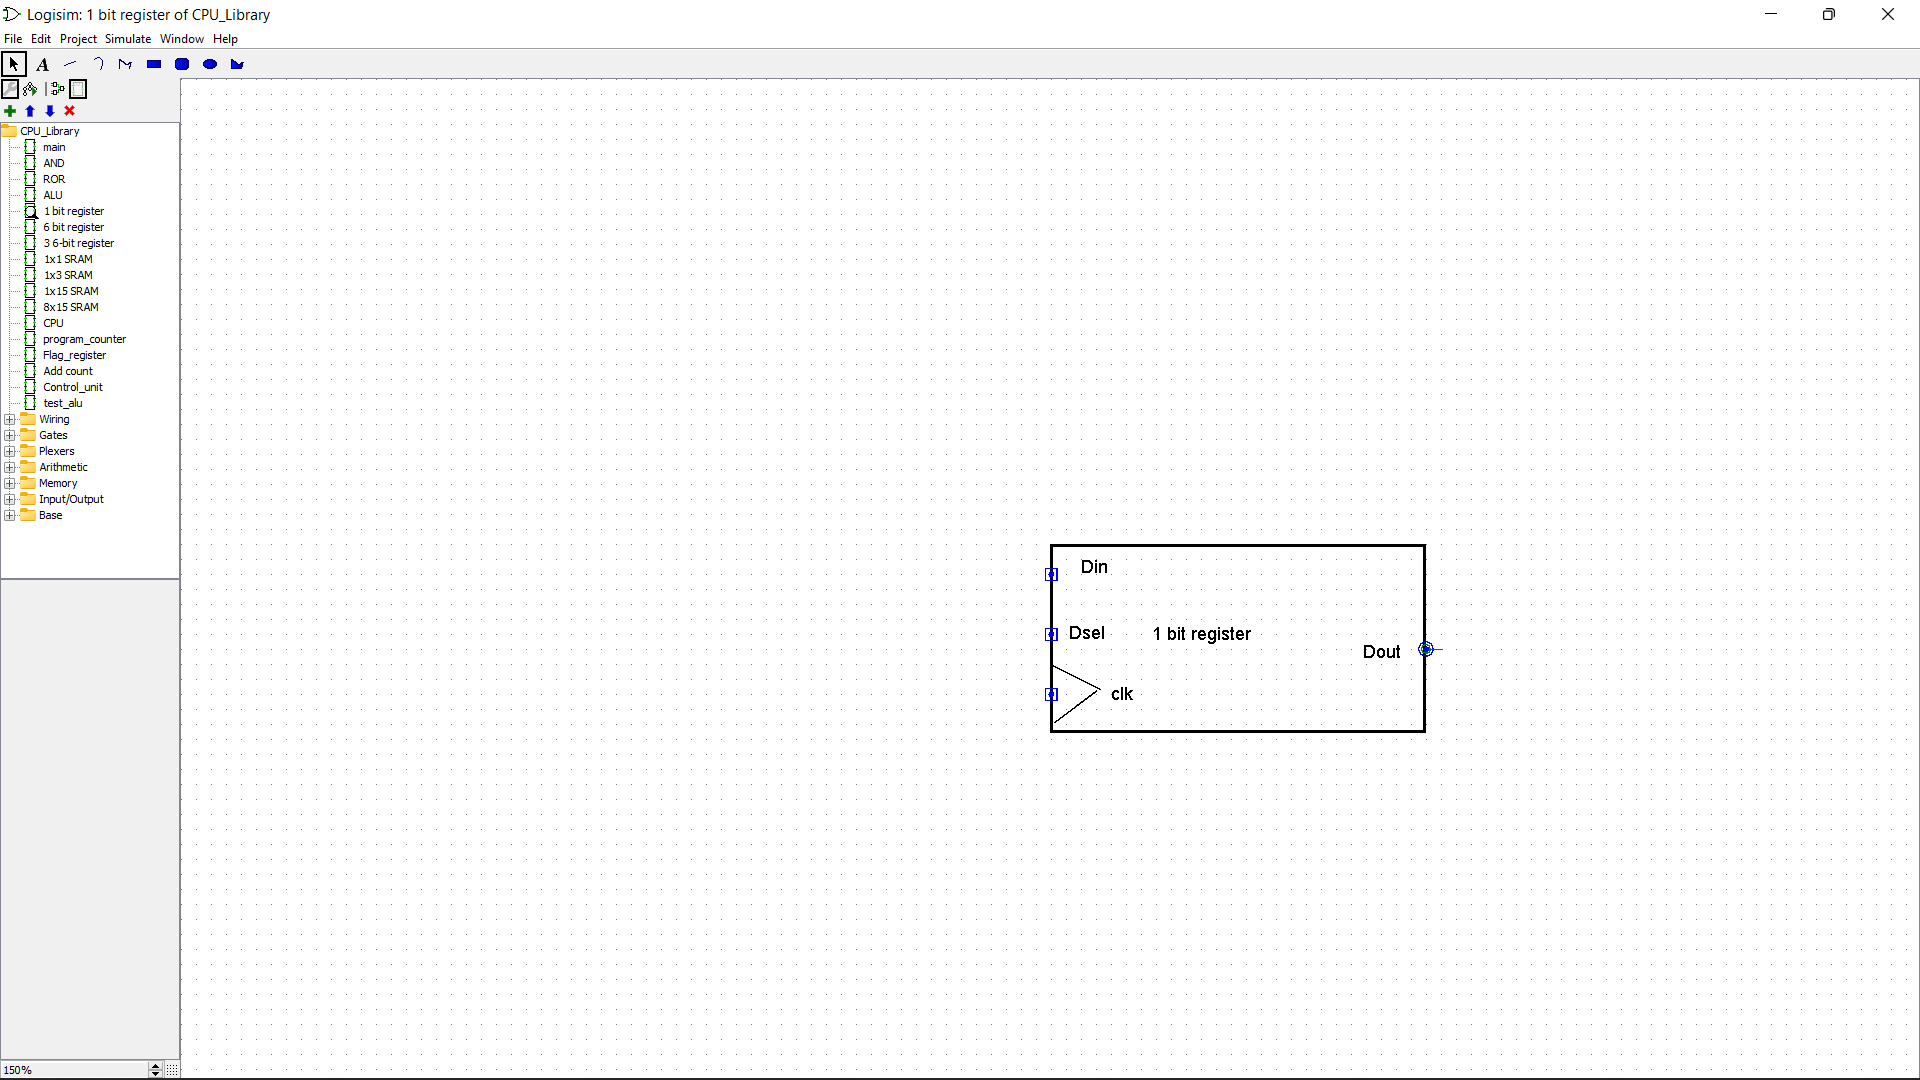 Logisim: 1 bit register of CPU_Library
File Edit Project Simulate Window Help
A
CPU_Library
main
AND
ROR
ALU
1 bit register
6 bit register
3 6-bit register
1x1 SRAM
1x3 SRAM
1x15 SRAM
8x15 SRAM
CPU
program_counter
Flag_register
Add count
Control_unit
test_alu
Wiring
Gates
Plexers
Arithmetic
Memory
Input/Output
Base
Din
Dsel 1 bit register
Dout
clk
150%